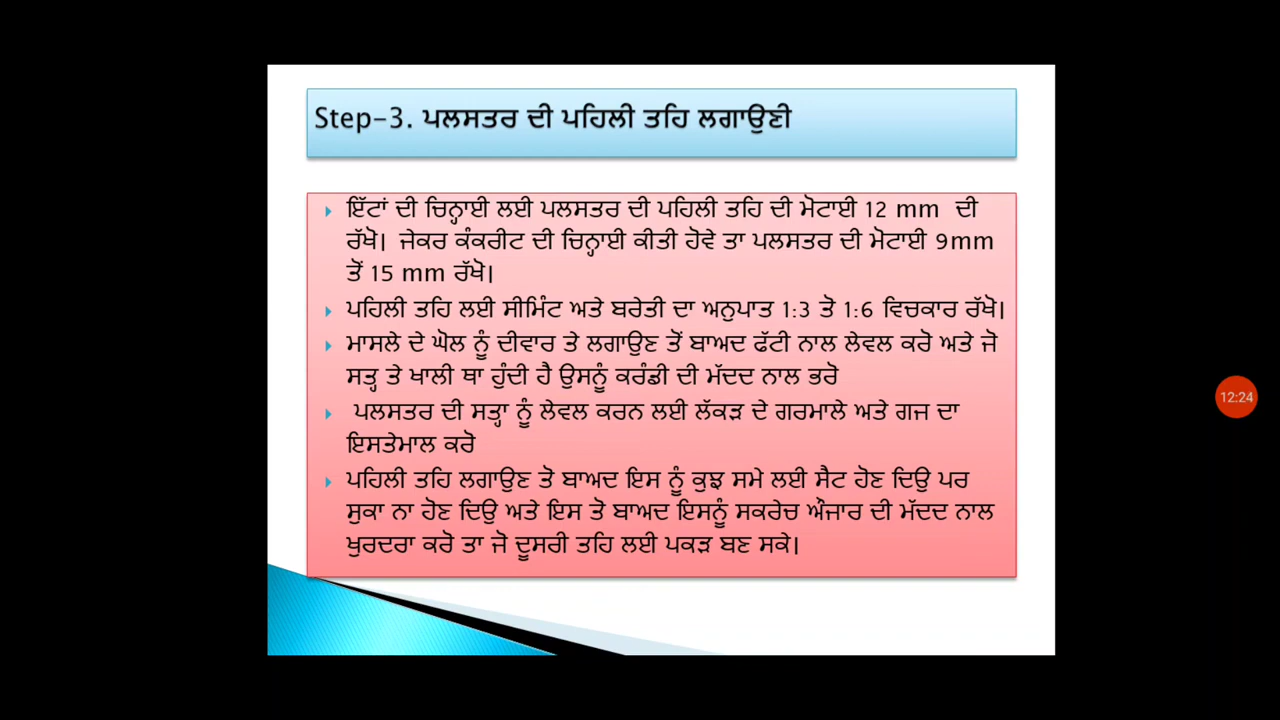 Step-3. ਪਲਸਤਰ ਦੀ ਪਹਿਲੀ ਤਹਿ ਲਗਾਉਣੀ
ਇੱਟਾਂ ਦੀ ਚਿਨ੍ਹਾਈ ਲਈ ਪਲਸਤਰ ਦੀ ਪਹਿਲੀ ਤਹਿ ਦੀ ਮੋਟਾਈ 12 mm ਦੀ
ਰੱਖੋ। ਜੇਕਰ ਕੰਕਰੀਟ ਦੀ ਚਿਨ੍ਹਾਈ ਕੀਤੀ ਹੋਵੇ ਤਾ ਪਲਸਤਰ ਦੀ ਮੋਟਾਈ 9mm
ਤੋਂ 15 mm ਰੱਖੋ।
ਪਹਿਲੀ ਤਹਿ ਲਈ ਸੀਮਿੰਟ ਅਤੇ ਬਰੇਤੀ ਦਾ ਅਨੁਪਾਤ 1:3 ਤੋ 1:6 ਵਿਚਕਾਰ ਰੱਖੋ।
ਮਾਸਲੇ ਦੇ ਘੋਲ ਨੂੰ ਦੀਵਾਰ ਤੇ ਲਗਾਉਣ ਤੋਂ ਬਾਅਦ ਫੱਟੀ ਨਾਲ ਲੇਵਲ ਕਰੋ ਅਤੇ ਜੋ
ਸਤ੍ਹ ਤੇ ਖਾਲੀ ਥਾ ਹੁੰਦੀ ਹੈ ਉਸਨੂੰ ਕਰੰਡੀ ਦੀ ਮੱਦਦ ਨਾਲ ਭਰੋ
ਪਲਸਤਰ ਦੀ ਸਤ੍ਹਾ ਨੂੰ ਲੇਵਲ ਕਰਨ ਲਈ ਲੱਕੜ ਦੇ ਗਰਮਾਲੇ ਅਤੇ ਗਜ ਦਾ
ਇਸਤੇਮਾਲ ਕਰੋ
ਪਹਿਲੀ ਤਹਿ ਲਗਾਉਣ ਤੋ ਬਾਅਦ ਇਸ ਨੂੰ ਕੁਝ ਸਮੇ ਲਈ ਸੈਟ ਹੋਣ ਦਿਉ ਪਰ
ਸੁਕਾ ਨਾ ਹੋਣ ਦਿਉ ਅਤੇ ਇਸ ਤੋ ਬਾਅਦ ਇਸਨੂੰ ਸਕਰੇਚ ਔਜਾਰ ਦੀ ਮੱਦਦ ਨਾਲ
ਖੁਰਦਰਾ ਕਰੋ ਤਾ ਜੋ ਦੂਸਰੀ ਤਹਿ ਲਈ ਪਕੜ ਬਣ ਸਕੇ।
12:24